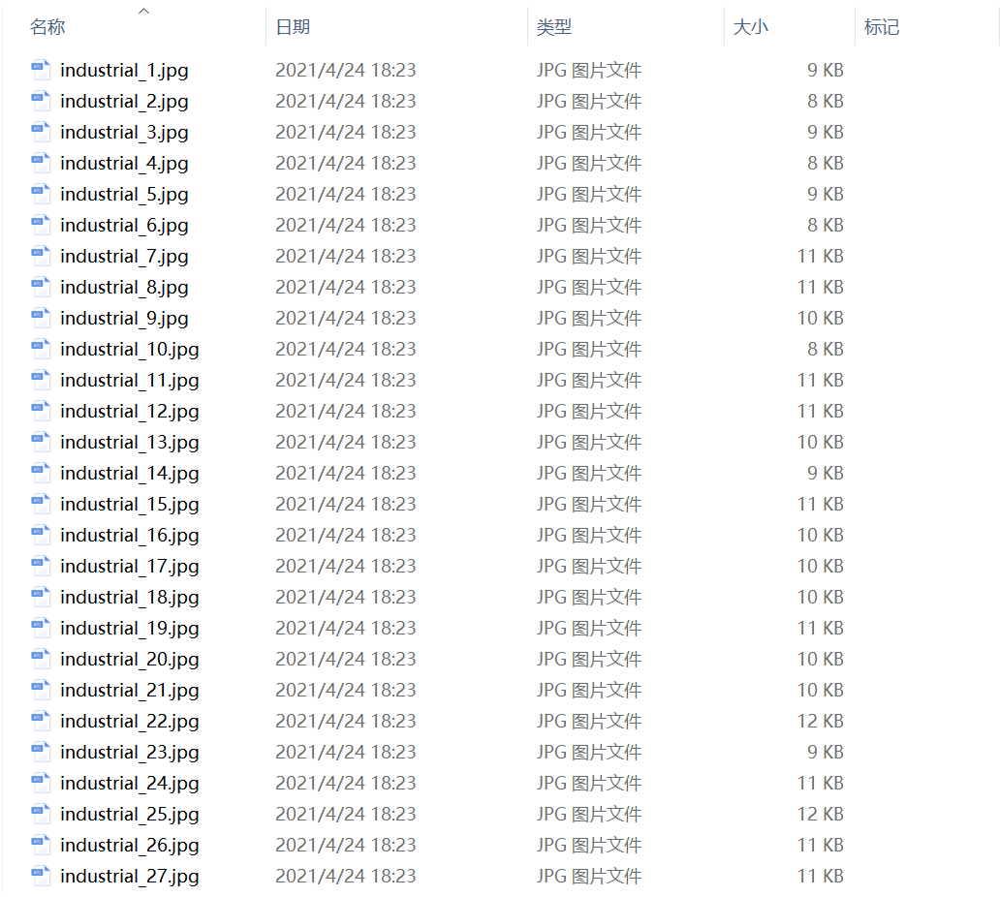 名称 日期 类型 大小 标记
industrial_1.jpg 2021/4/24 18:23 JPG 图片文件 9 KB
industrial_2.jpg 2021/4/24 18:23 JPG 图片文件 8 KB
industrial_3.jpg 2021/4/24 18:23 JPG 图片文件 9 KB
industrial_4.jpg 2021/4/24 18:23 JPG 图片文件 8 KB
industrial_5.jpg 2021/4/24 18:23 JPG 图片文件 9 KB
industrial_6.jpg 2021/4/24 18:23 JPG 图片文件 8 KB
industrial_7.jpg 2021/4/24 18:23 JPG 图片文件 11 KB
industrial_8.jpg 2021/4/24 18:23 JPG 图片文件 11 KB
industrial_9.jpg 2021/4/24 18:23 JPG 图片文件 10 KB
industrial_10.jpg 2021/4/24 18:23 JPG 图片文件 8 KB
industrial_11.jpg 2021/4/24 18:23 JPG 图片文件 11 KB
industrial_12.jpg 2021/4/24 18:23 JPG 图片文件 11 KB
industrial_13.jpg 2021/4/24 18:23 JPG 图片文件 10 KB
industrial_14.jpg 2021/4/24 18:23 JPG 图片文件 9 KB
industrial_15.jpg 2021/4/24 18:23 JPG 图片文件 11 KB
industrial_16.jpg 2021/4/24 18:23 JPG 图片文件 10 KB
industrial_17.jpg 2021/4/24 18:23 JPG 图片文件 10 KB
industrial_18.jpg 2021/4/24 18:23 JPG 图片文件 10 KB
industrial_19.jpg 2021/4/24 18:23 JPG 图片文件 11 KB
industrial_20.jpg 2021/4/24 18:23 JPG 图片文件 10 KB
industrial_21.jpg 2021/4/24 18:23 JPG 图片文件 10 KB
industrial_22.jpg 2021/4/24 18:23 JPG 图片文件 12 KB
industrial_23.jpg 2021/4/24 18:23 JPG 图片文件 9 KB
industrial_24.jpg 2021/4/24 18:23 JPG 图片文件 11 KB
industrial_25.jpg 2021/4/24 18:23 JPG 图片文件 12 KB
industrial_26.jpg 2021/4/24 18:23 JPG 图片文件 11 KB
industrial_27.jpg 2021/4/24 18:23 JPG 图片文件 11 KB